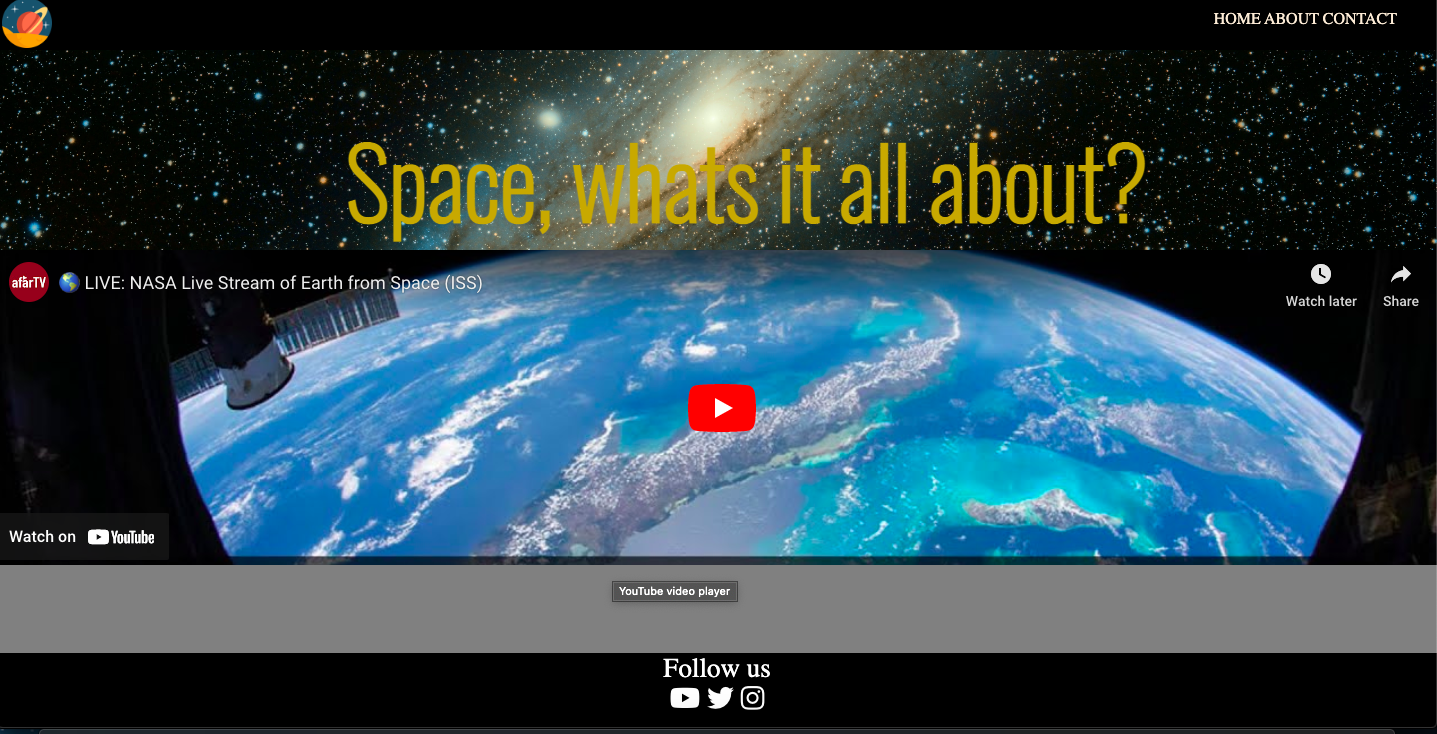 HOME ABOUT CONTACT
Space, whats it all about?
afarTV
🌎 LIVE: NASA Live Stream of Earth from Space (ISS)
Watch later
Share
Watch on YouTube
YouTube video player
Follow us